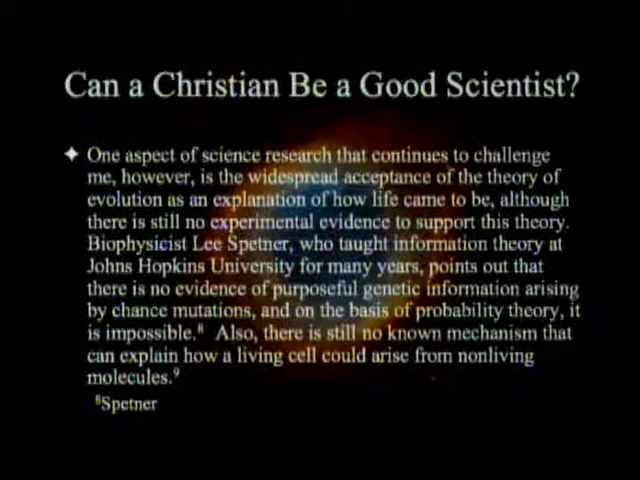 Can a Christian Be a Good Scientist?
✦ One aspect of science research that continues to challenge
me, however, is the widespread acceptance of the theory of
evolution as an explanation of how life came to be, although
there is still no experimental evidence to support this theory.
Biophysicist Lee Spetner, who taught information theory at
Johns Hopkins University for many years, points out that
there is no evidence of purposeful genetic information arising
by chance mutations, and on the basis of probability theory, it
is impossible.⁸ Also, there is still no known mechanism that
can explain how a living cell could arise from nonliving
molecules.⁹
⁸Spetner